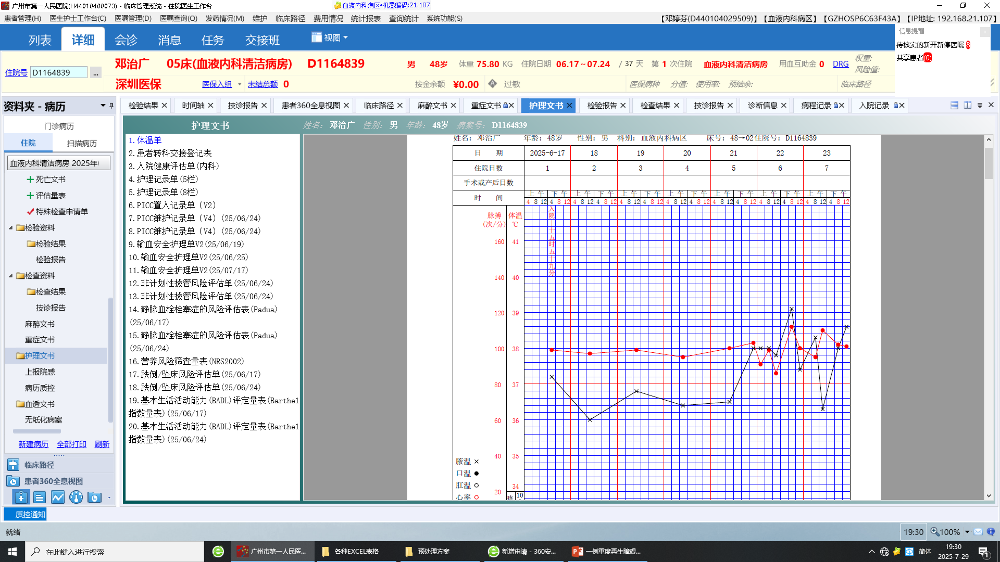 广州市第一人民医院(H44010400073) - 临床管理系统 - 住院医生工作台
血液内科病区•机器编码:21.107
患者管理(H) 医生护士工作台(C) 医嘱管理(D) 医嘱查询(Q) 发药情况(M) 维护 临床路径 费用情况 统计报表 查询统计 系统功能(S)
【邓婷芬(D440104029509)】【血液内科病区】【GZHOSP6C63F43A】【IP地址: 192.168.21.107】
列表 详细 会诊 消息 任务 交接班 视图
信息提醒
待核实的新开新停医嘱 8
共享患者(0)
住院号 D1164839 ...
邓治广 05床(血液内科清洁病房) D1164839 男 48岁 体重 75.80 KG 住院日期 06.17～07.24 / 37 天 第 1 次住院 血液内科清洁病房 用血互助金 0 DRG 权重:
风险值:
深圳医保 医保入组 未结总额 0 按金余额 ¥0.00 A 过敏 医保病种 分值: 使用率: 预结余: 临床路径
资料夹 - 病历
检验结果 时间轴 技诊报告 患者360全息视图 临床路径 麻醉文书 重症文书 护理文书 检验报告 检查结果 技诊报告 诊断信息 病程记录 入院记录
门诊病历
住院 扫描病历
血液内科清洁病房 2025年
死亡文书
评估量表
特殊检查申请单
检验资料
检验结果
检验报告
检查资料
检查结果
技诊报告
麻醉文书
重症文书
护理文书
上报院感
病历质控
血透文书
无纸化病案
新建病历 全部打印 刷新
临床路径
患者360全息视图
质控通知
护理文书 姓名: 邓治广 性别: 男 年龄: 48岁 病案号: D1164839
1.体温单
2.患者转科交接登记表
3.入院健康评估单(内科)
4.护理记录单(5栏)
5.护理记录单(8栏)
6.PICC置入记录单（V2）
7.PICC维护记录单（V4）(25/06/24)
8.PICC维护记录单（V4）(25/06/24)
9.输血安全护理单V2(25/06/19)
10.输血安全护理单V2(25/06/25)
11.输血安全护理单V2(25/07/17)
12.非计划性拔管风险评估单(25/06/24)
13.非计划性拔管风险评估单(25/06/24)
14.静脉血栓栓塞症的风险评估表(Padua)
(25/06/17)
15.静脉血栓栓塞症的风险评估表(Padua)
(25/06/24)
16.营养风险筛查量表(NRS2002)
17.跌倒/坠床风险评估单(25/06/17)
18.跌倒/坠床风险评估单(25/06/24)
19.基本生活活动能力(BADL)评定量表(Barthel
指数量表)(25/06/17)
20.基本生活活动能力(BADL)评定量表(Barthel
指数量表)(25/06/24)
姓名: 邓治广 年龄: 48岁 性别: 男 科别: 血液内科病区 床号: 48→02 住院号: D1164839
日 期 2025-6-17 18 19 20 21 22 23
住院日数 1 2 3 4 5 6 7
手术或产后日数
时 间 上午 下午 上午 下午 上午 下午 上午 下午 上午 下午 上午 下午 上午 下午
4 8 12 4 8 12 4 8 12 4 8 12 4 8 12 4 8 12 4 8 12 4 8 12 4 8 12 4 8 12 4 8 12 4 8 12 4 8 12 4 8 12
入院—十五时五十九分
脉搏 体温
(次/分) ℃
160 41
140 40
120 39
100 38
80 37
60 36
40 35
腋温 ×
口温 ●
肛温 ○
34
心率 ○ 20 疼 10
就绪
19:30 100%
在此键入进行搜索
广州市第一人民医... 各种EXCEL表格 预处理方案 新增申请 - 360安... 一例重度再生障碍...
简体
19:30
2025-7-29
1